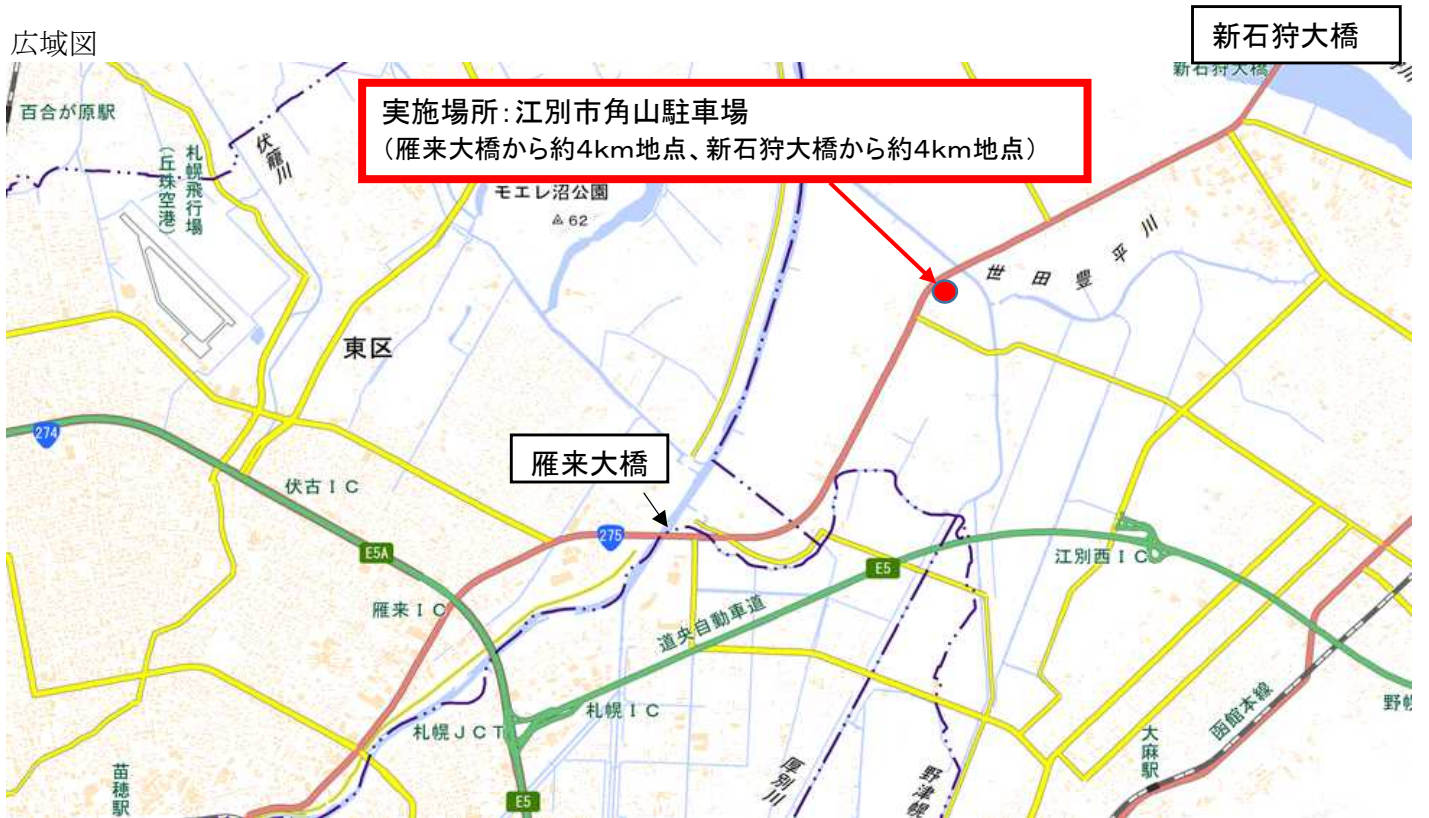 広域図
新石狩大橋
新石狩大橋
実施場所:江別市角山駐車場
(雁来大橋から約4km地点、新石狩大橋から約4km地点)
百合が原駅
伏籠川
札幌飛行場
(丘珠空港)
モエレ沼公園
62
世田豊平川
東区
274
雁来大橋
伏古IC
275
E5A
E5
江別西IC
雁来IC
道央自動車道
札幌IC
札幌JCT
函館本線
野幌
大麻駅
苗穂駅
厚別川
野津幌
E5